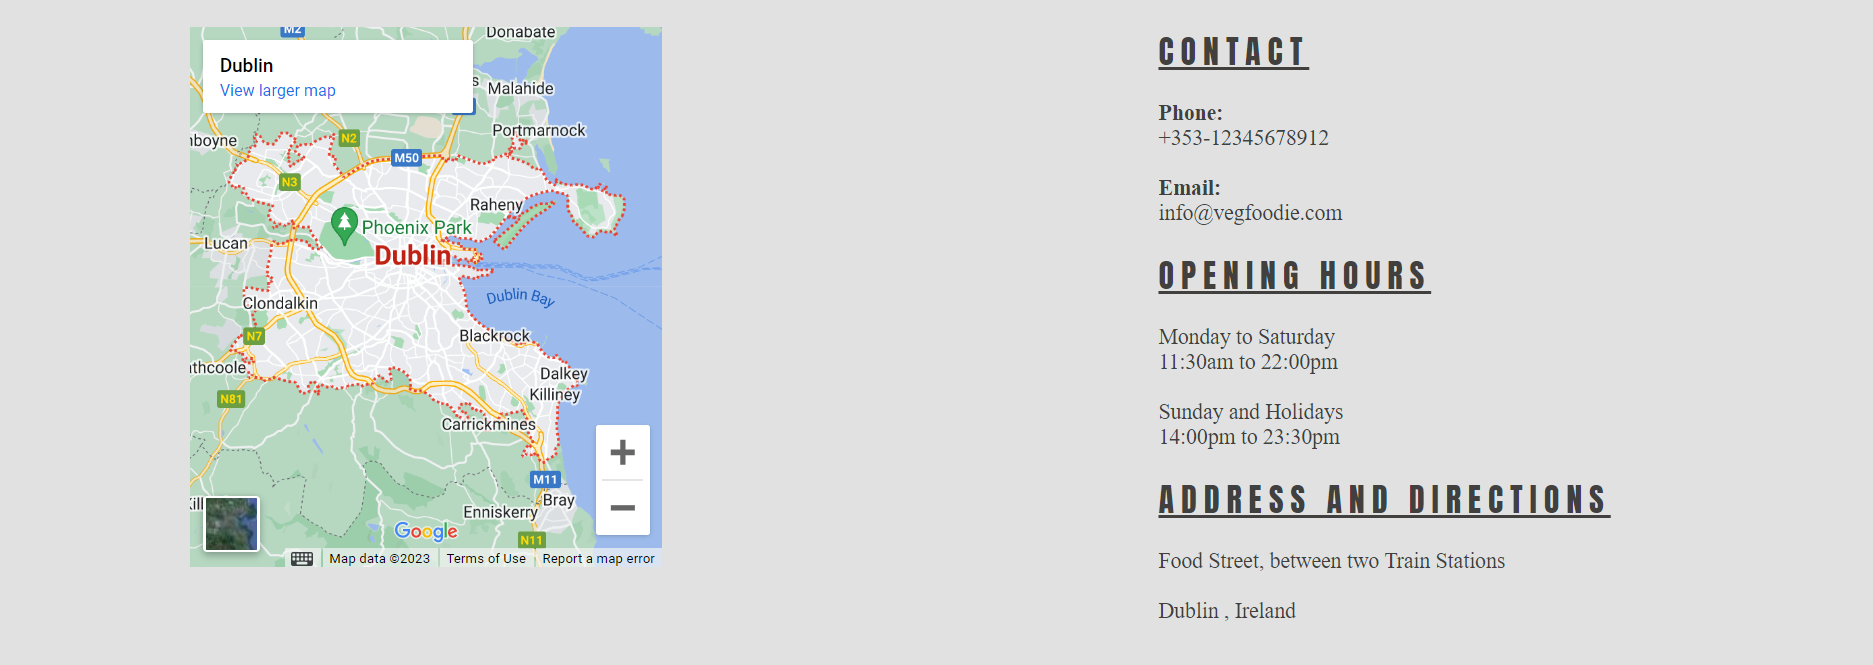 M2
Donabate
Dublin
View larger map
s
Malahide
Portmarnock
N2
nboyne
M50
N3
Raheny
Phoenix Park
Lucan
Dublin
Dublin Bay
Clondalkin
N7
Blackrock
thcoole
Dalkey
Killiney
N81
Carrickmines
M11
Bray
Kill
Enniskerry
Google
N11
Map data ©2023
Terms of Use
Report a map error
CONTACT
Phone:
+353-12345678912
Email:
info@vegfoodie.com
OPENING HOURS
Monday to Saturday
11:30am to 22:00pm
Sunday and Holidays
14:00pm to 23:30pm
ADDRESS AND DIRECTIONS
Food Street, between two Train Stations
Dublin , Ireland